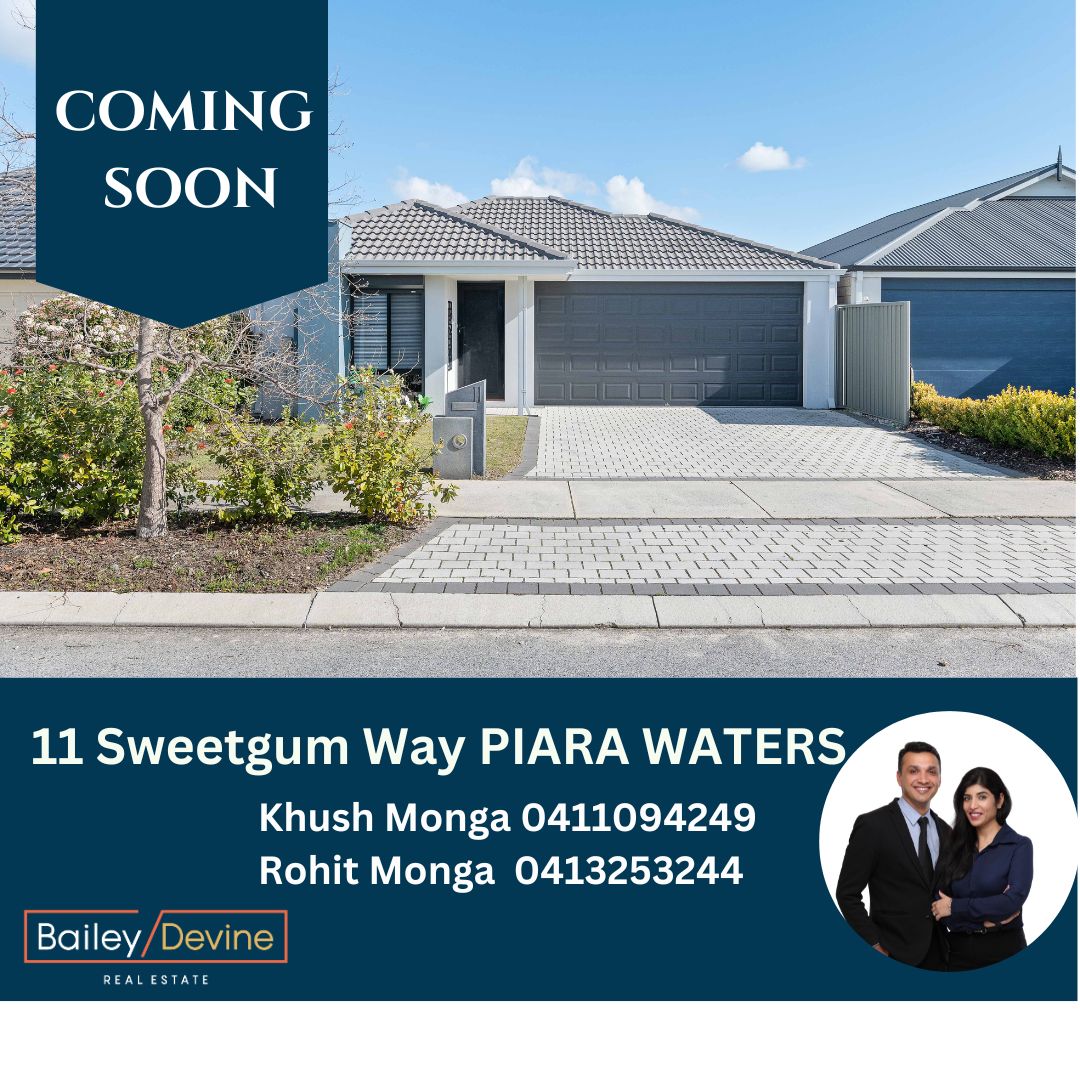 COMING
SOON
11 Sweetgum Way PIARA WATERS
Khush Monga 0411094249
Rohit Monga  0413253244
Bailey/Devine
REAL ESTATE